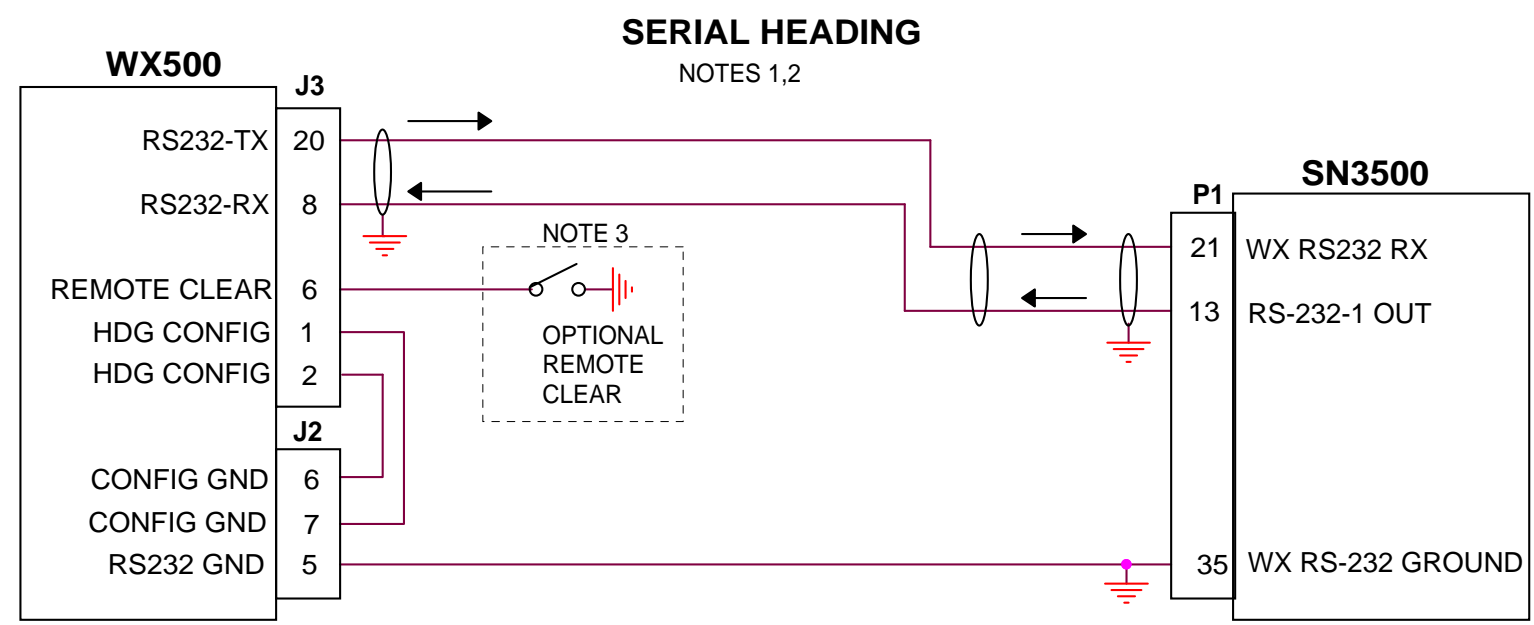 SERIAL HEADING
NOTES 1,2
WX500
J3
RS232-TX 20
RS232-RX 8
REMOTE CLEAR 6
HDG CONFIG 1
HDG CONFIG 2
J2
CONFIG GND 6
CONFIG GND 7
RS232 GND 5
NOTE 3
OPTIONAL
REMOTE
CLEAR
SN3500
P1
21 WX RS232 RX
13 RS-232-1 OUT
35 WX RS-232 GROUND